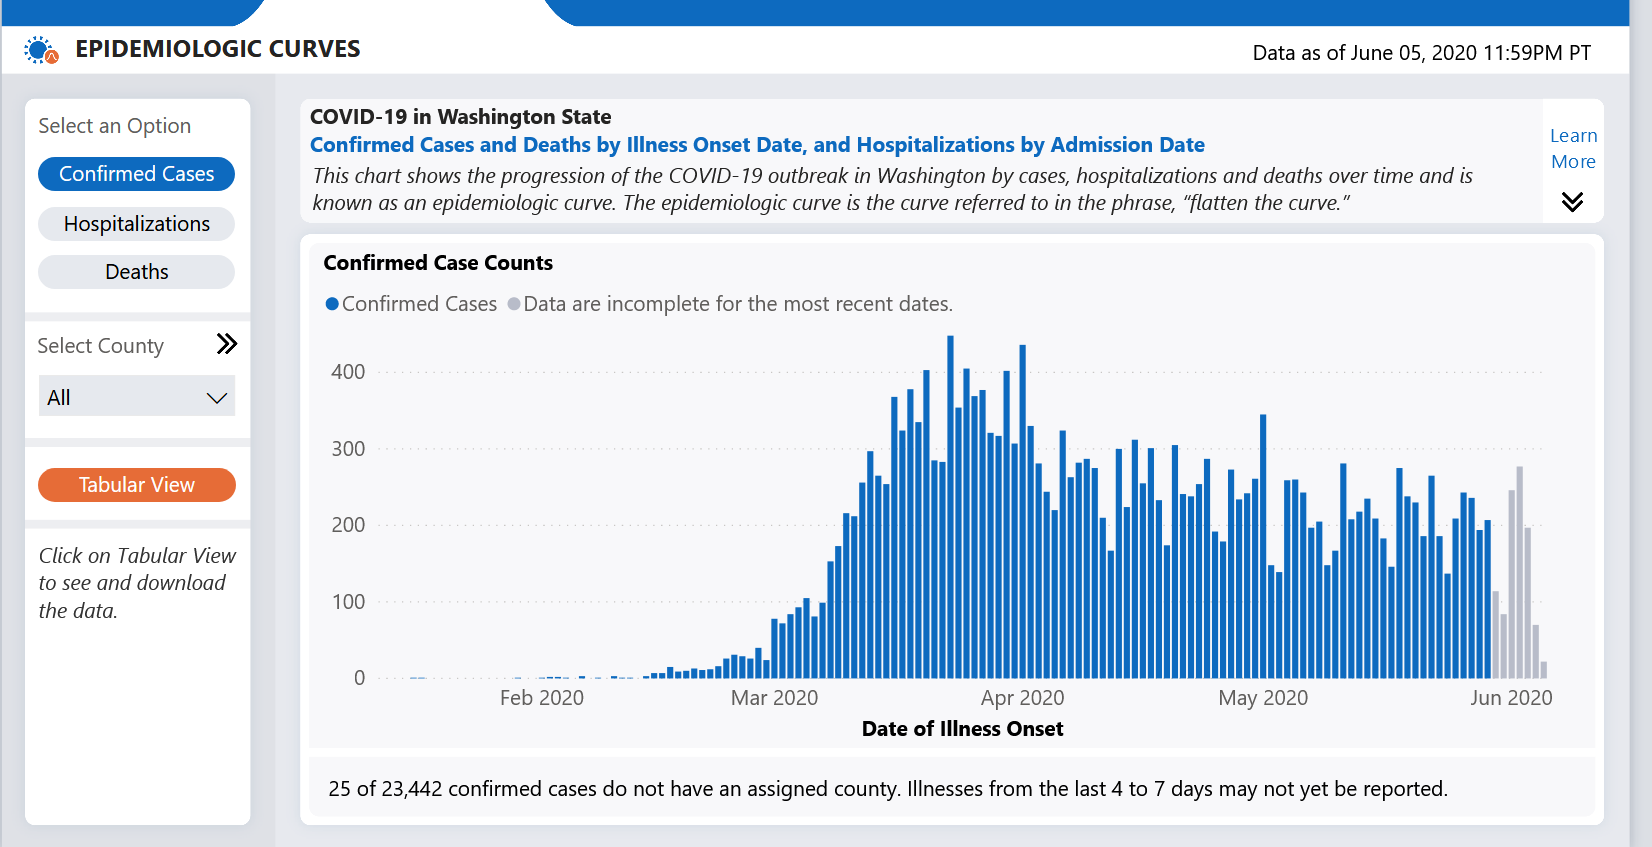 EPIDEMIOLOGIC CURVES
Data as of June 05, 2020 11:59PM PT
Select an Option
Confirmed Cases
Hospitalizations
Deaths
Select County
All
Tabular View
Click on Tabular View
to see and download
the data.
COVID-19 in Washington State
Confirmed Cases and Deaths by Illness Onset Date, and Hospitalizations by Admission Date
This chart shows the progression of the COVID-19 outbreak in Washington by cases, hospitalizations and deaths over time and is
known as an epidemiologic curve. The epidemiologic curve is the curve referred to in the phrase, “flatten the curve.”
Learn
More
Confirmed Case Counts
Confirmed Cases Data are incomplete for the most recent dates.
400
300
200
100
0
Feb 2020 Mar 2020 Apr 2020 May 2020 Jun 2020
Date of Illness Onset
25 of 23,442 confirmed cases do not have an assigned county. Illnesses from the last 4 to 7 days may not yet be reported.